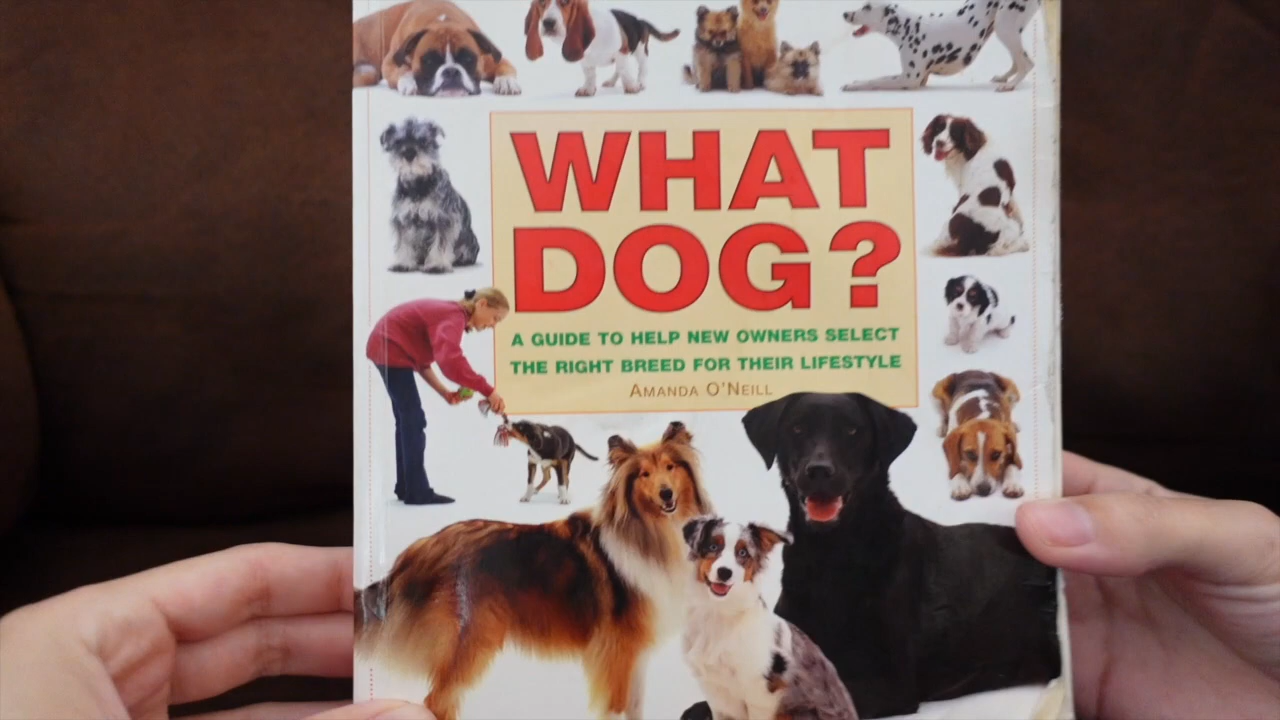 WHAT
DOG?
A GUIDE TO HELP NEW OWNERS SELECT
THE RIGHT BREED FOR THEIR LIFESTYLE
AMANDA O'NEILL